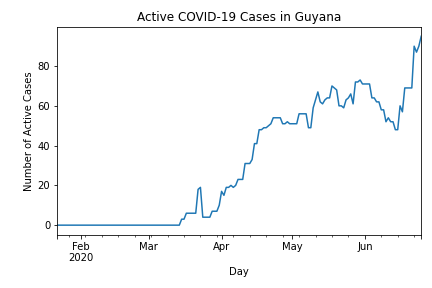 Active COVID-19 Cases in Guyana
Number of Active Cases
80
60
40
20
0
Feb
2020
Mar
Apr
May
Jun
Day